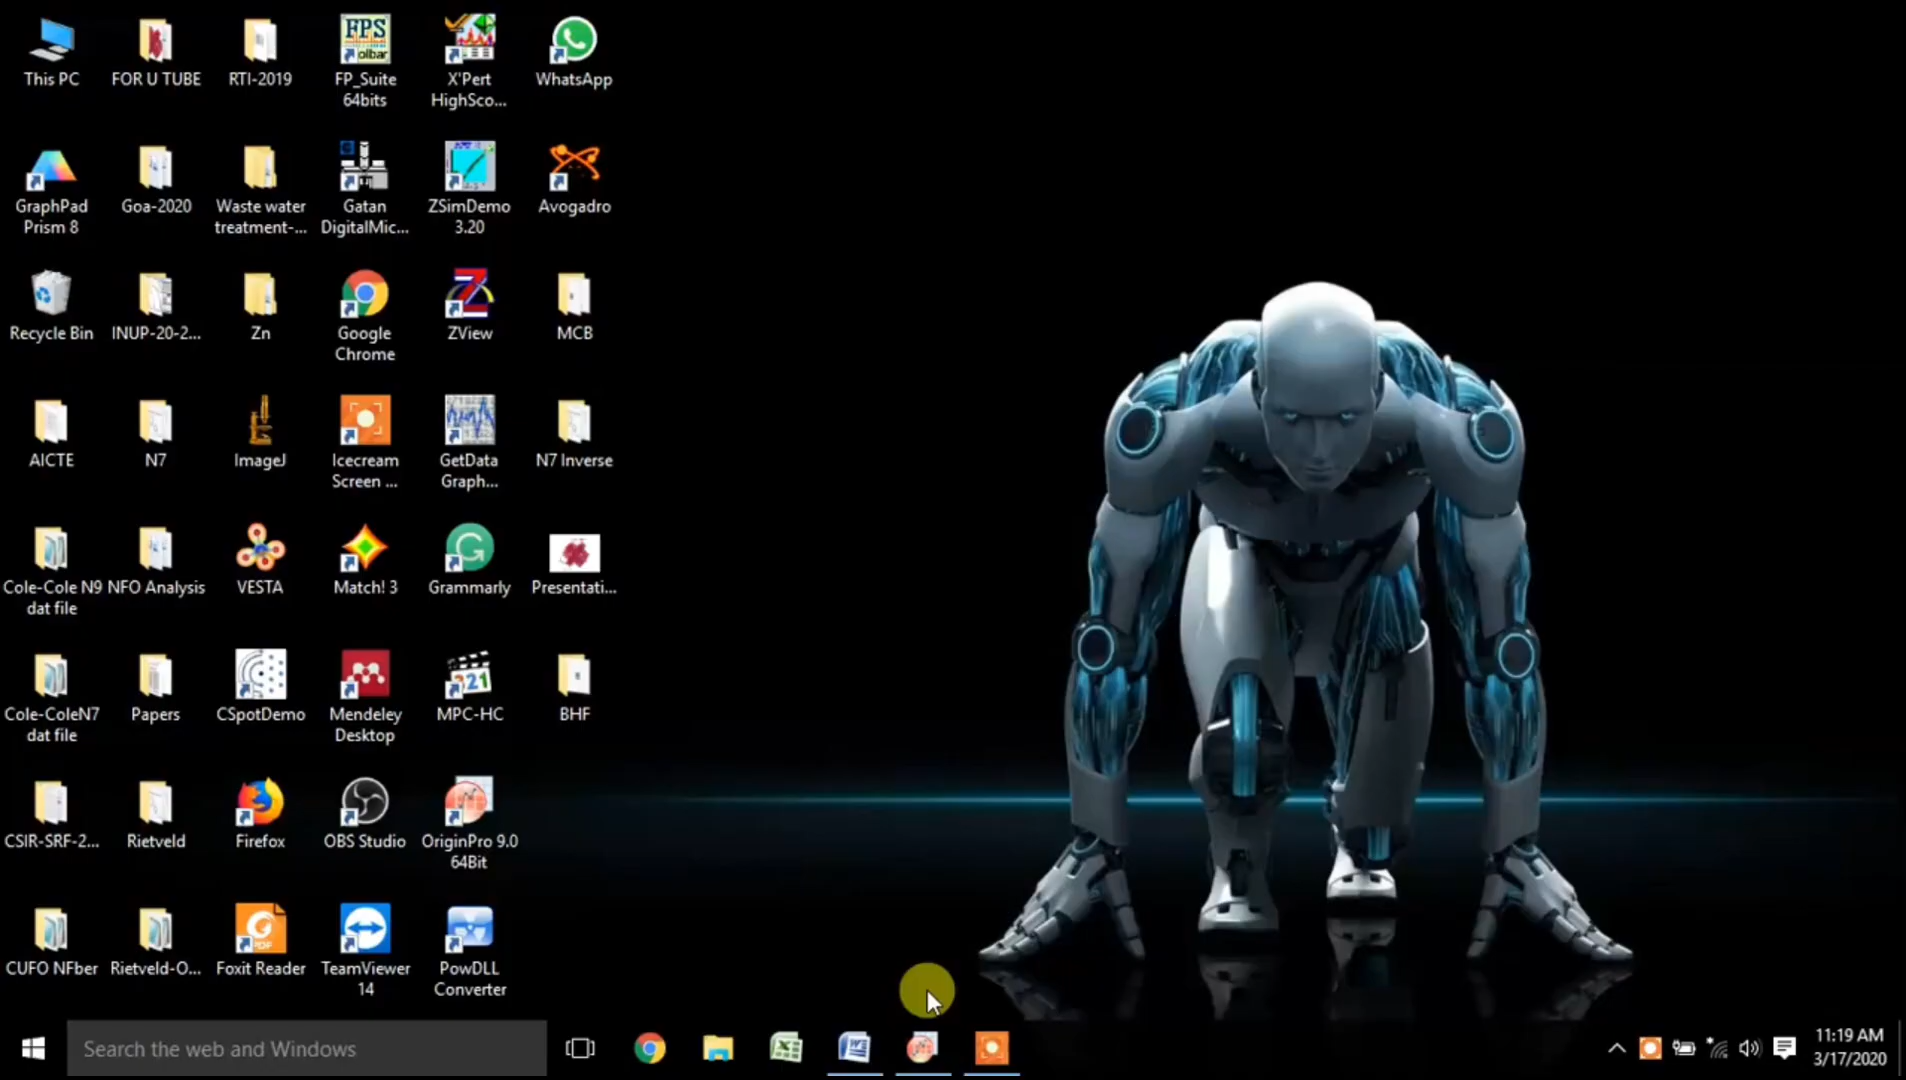 This PC
FOR U TUBE
RTI-2019
FPS
olbar
FP_Suite
64bits
X'Pert
HighSco...
WhatsApp
GraphPad
Prism 8
Goa-2020
Waste water
treatment-...
Gatan
DigitalMic...
ZSimDemo
3.20
Avogadro
Recycle Bin
INUP-20-2...
Zn
Google
Chrome
ZView
MCB
AICTE
N7
ImageJ
Icecream
Screen ...
GetData
Graph...
N7 Inverse
Cole-Cole N9
dat file
NFO Analysis
VESTA
Match! 3
Grammarly
Presentati...
Cole-ColeN7
dat file
Papers
CSpotDemo
Mendeley
Desktop
321
MPC-HC
BHF
CSIR-SRF-2...
Rietveld
Firefox
OBS Studio
OriginPro 9.0
64Bit
CUFO NFber
Rietveld-O...
PDF
Foxit Reader
TeamViewer
14
PowDLL
Converter
Search the web and Windows
11:19 AM
3/17/2020